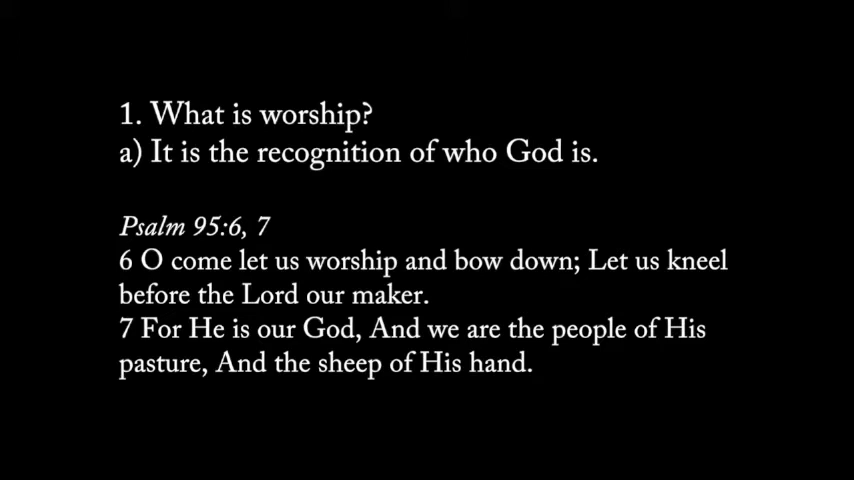 1. What is worship?
a) It is the recognition of who God is.
Psalm 95:6, 7
6 O come let us worship and bow down; Let us kneel
before the Lord our maker.
7 For He is our God, And we are the people of His
pasture, And the sheep of His hand.